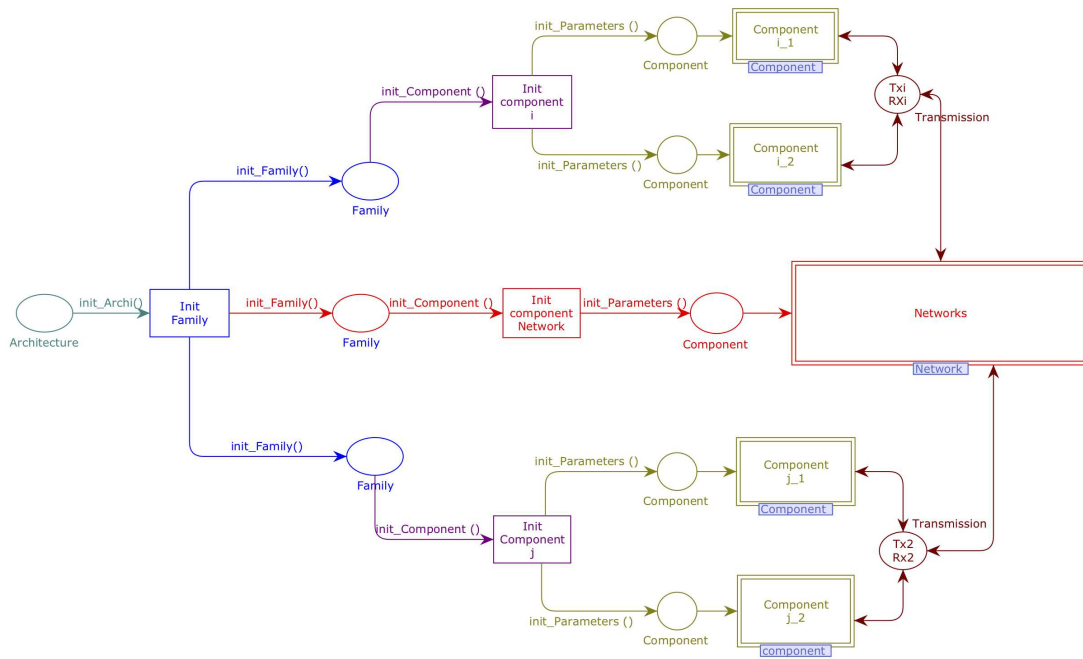 init_Parameters ()
Component
Component
i_1
Component
init_Component ()
Init
component
i
Txi
RXi
Transmission
init_Parameters ()
Component
Component
i_2
Component
init_Family()
Family
Architecture
init_Archi()
Init
Family
init_Family()
Family
init_Component ()
Init
component
Network
init_Parameters ()
Component
Networks
Network
init_Family()
Family
init_Component ()
Init
Component
j
init_Parameters ()
Component
Component
j_1
Component
Transmission
Tx2
Rx2
init_Parameters ()
Component
Component
j_2
component